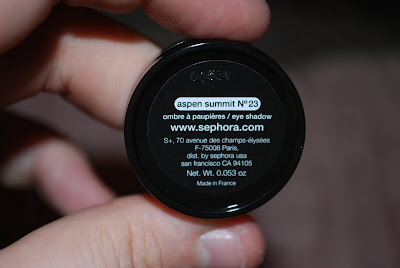 aspen summit Nº 23
ombre à paupières / eye shadow
www.sephora.com
S+, 70 avenue des champs-élysées
F-75008 Paris,
dist. by sephora usa
san francisco CA 94105
Net. Wt. 0.053 oz
Made in France